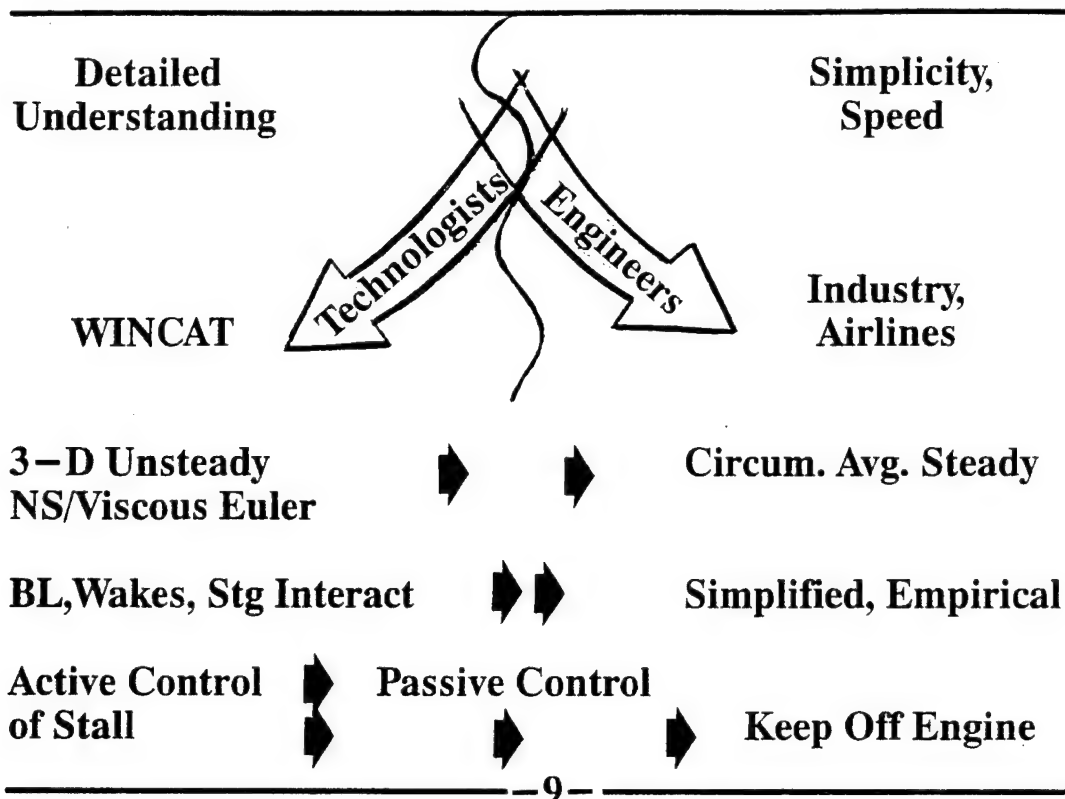 Detailed
Understanding
Simplicity,
Speed
Technologists
Engineers
WINCAT
Industry,
Airlines
3–D Unsteady
NS/Viscous Euler
Circum. Avg. Steady
BL,Wakes, Stg Interact
Simplified, Empirical
Active Control
of Stall
Passive Control
Keep Off Engine
–9–